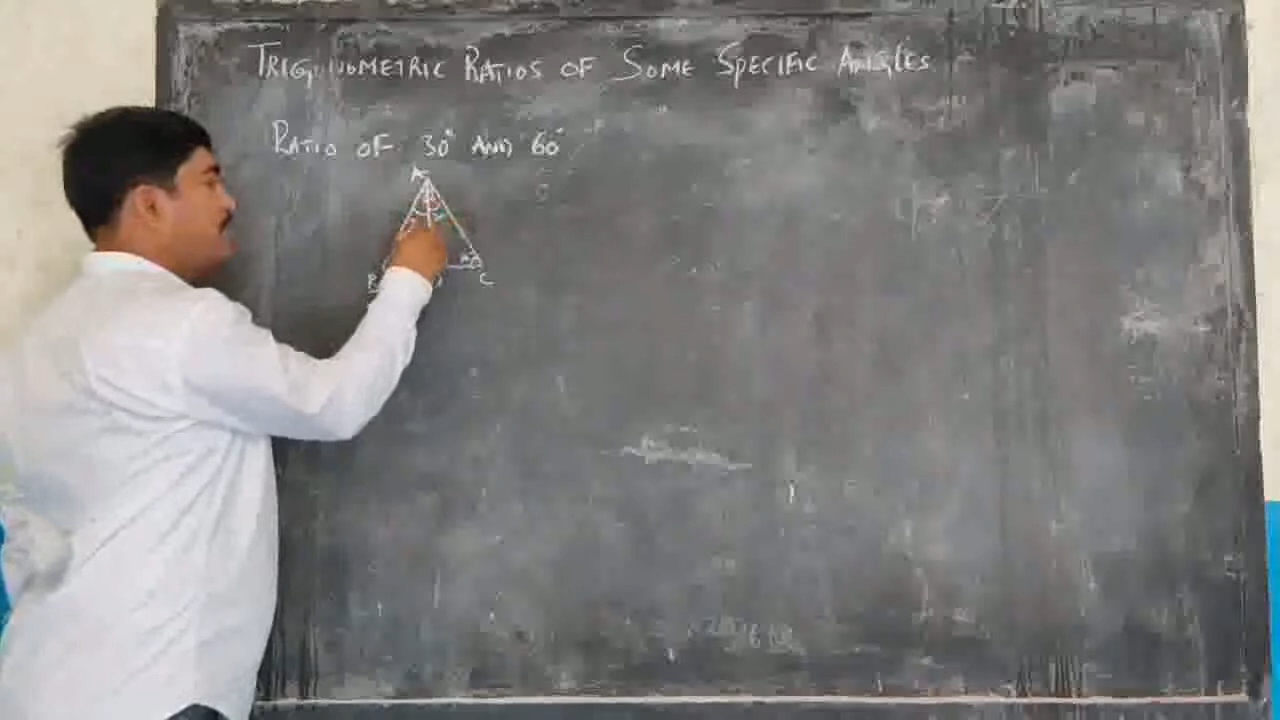 TRIGONOMETRIC RATIOS OF SOME SPECIFIC ANGLES
RATIO OF 30° AND 60°
A
B C